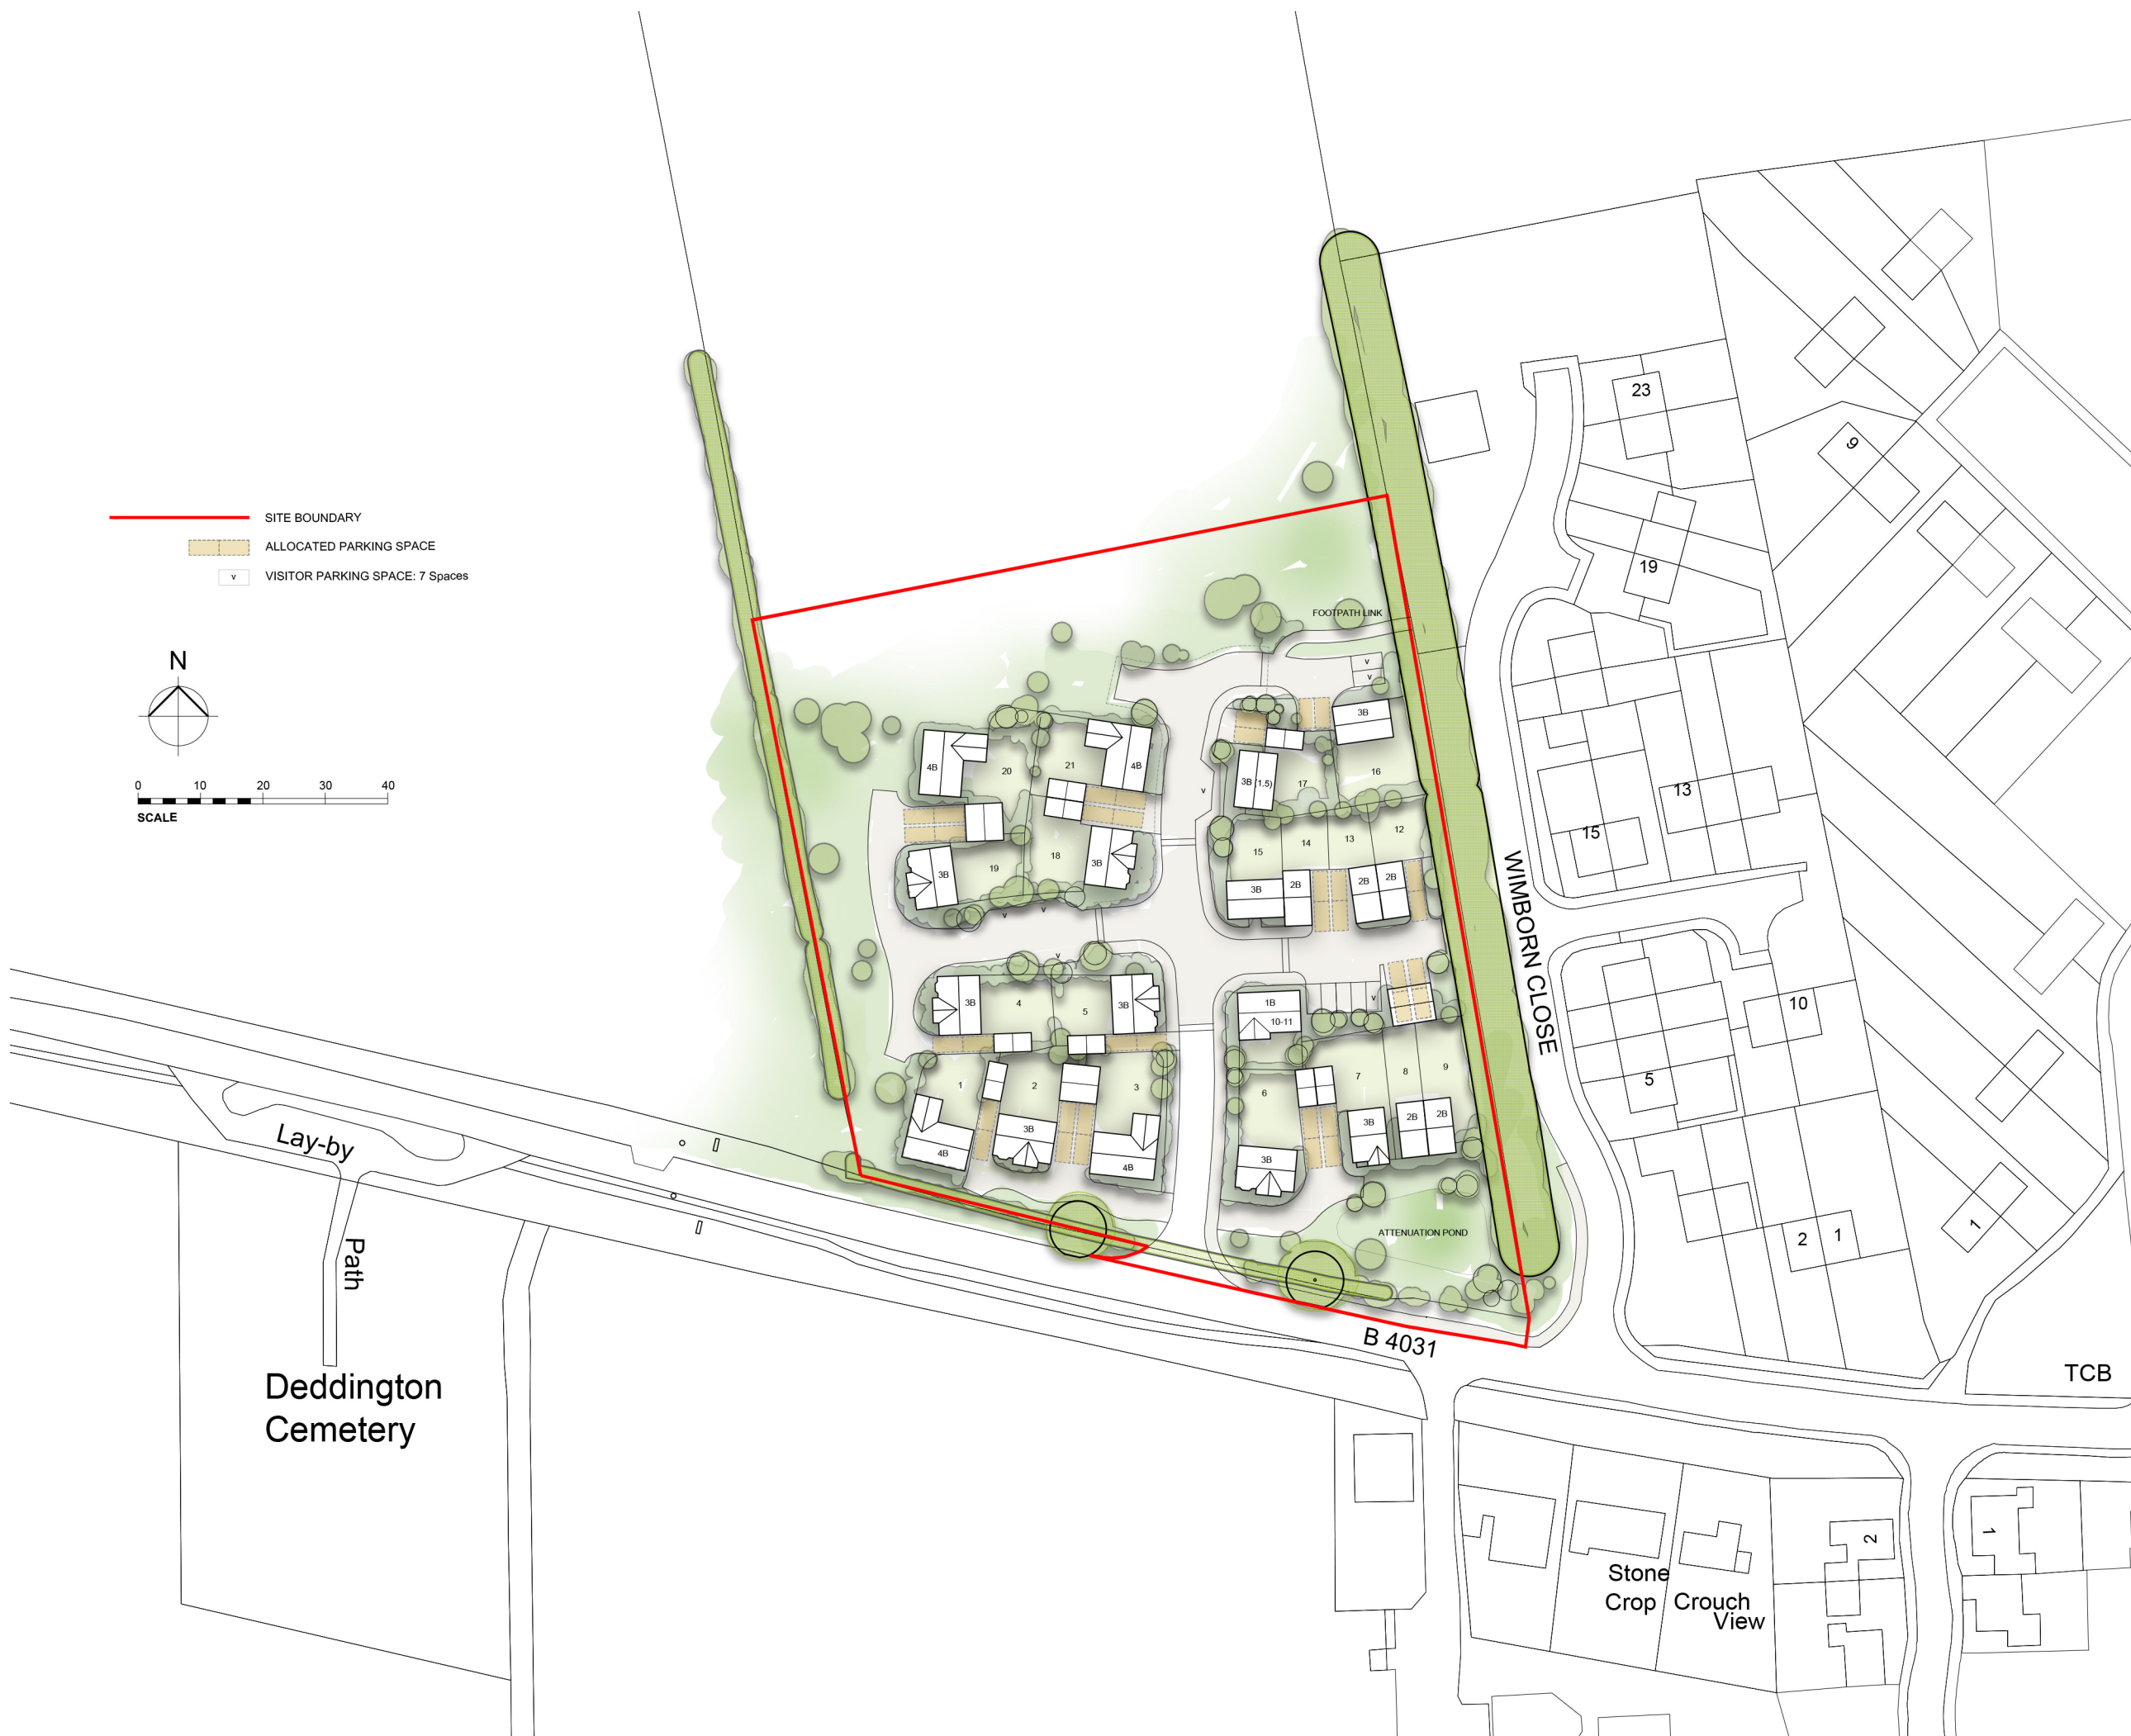 SITE BOUNDARY
ALLOCATED PARKING SPACE
v
VISITOR PARKING SPACE: 7 Spaces
N
0 10 20 30 40
SCALE
FOOTPATH LINK
v
v
3B
4B
20
21
4B
3B (1.5)
17
16
v
3B
19
18
3B
15
14
13
12
3B
2B
2B
2B
v
v
v
3B
4
5
3B
1B
10-11
v
1
2
3
6
7
8
9
4B
3B
4B
3B
3B
2B
2B
ATTENUATION POND
WIMBORN CLOSE
B 4031
23
19
13
15
10
5
2 1
9
1
TCB
Lay-by
Path
Deddington
Cemetery
Stone
Crop
Crouch
View
2
1